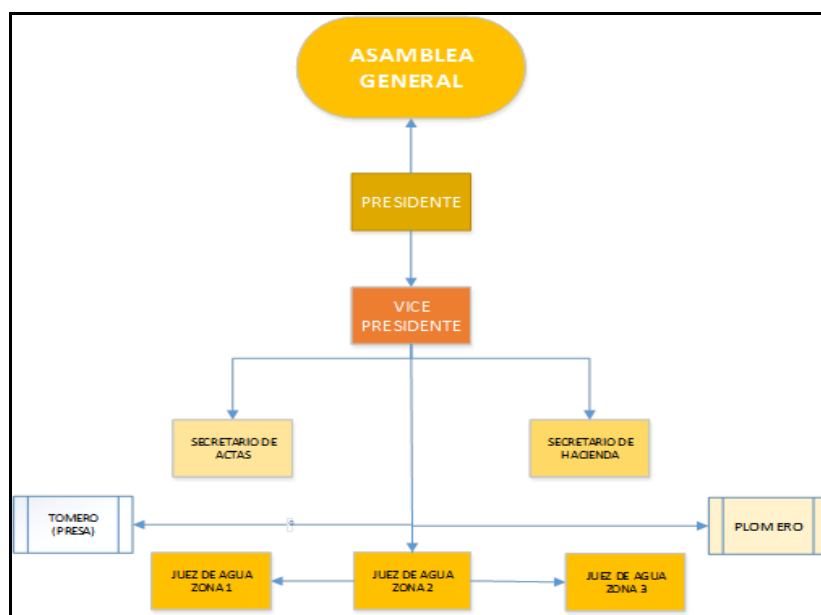 ASAMBLEA
GENERAL
PRESIDENTE
VICE
PRESIDENTE
SECRETARIO DE
ACTAS
SECRETARIO DE
HACIENDA
TOMERO
(PRESA)
PLOMERO
JUEZ DE AGUA
ZONA 1
JUEZ DE AGUA
ZONA 2
JUEZ DE AGUA
ZONA 3